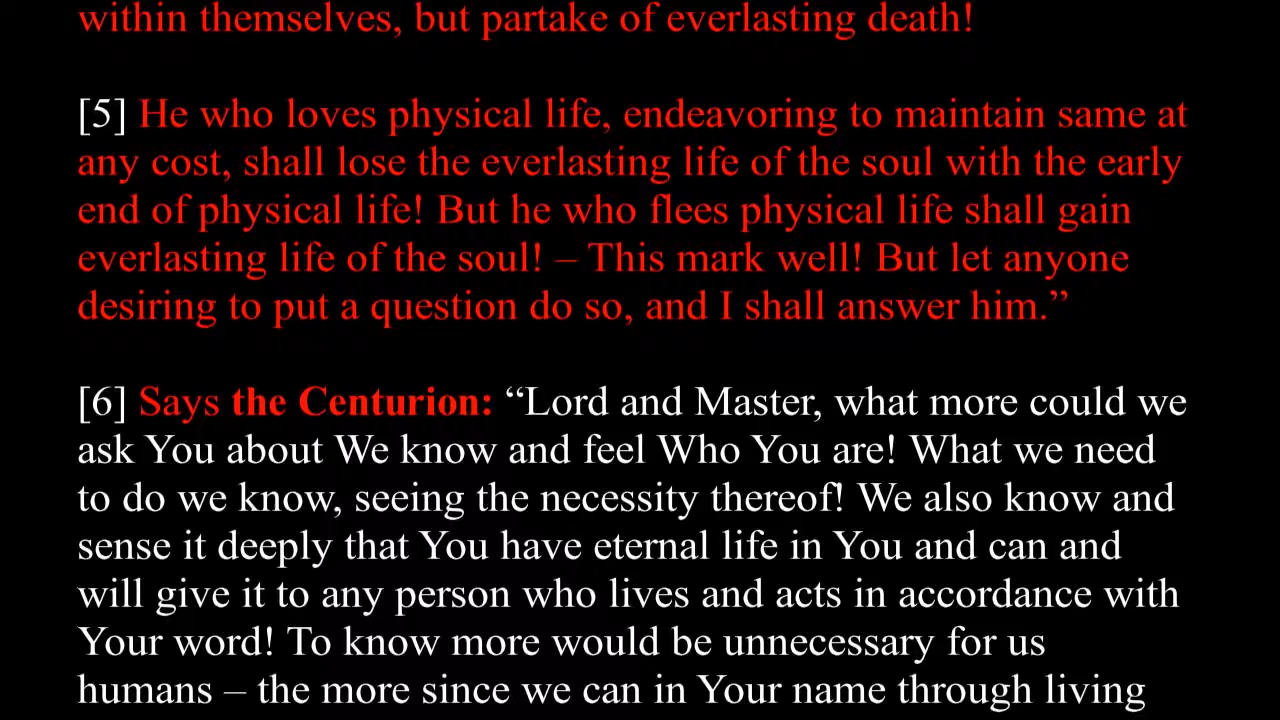 within themselves, but partake of everlasting death!
[5] He who loves physical life, endeavoring to maintain same at
any cost, shall lose the everlasting life of the soul with the early
end of physical life! But he who flees physical life shall gain
everlasting life of the soul! – This mark well! But let anyone
desiring to put a question do so, and I shall answer him.”
[6] Says the Centurion: “Lord and Master, what more could we
ask You about We know and feel Who You are! What we need
to do we know, seeing the necessity thereof! We also know and
sense it deeply that You have eternal life in You and can and
will give it to any person who lives and acts in accordance with
Your word! To know more would be unnecessary for us
humans – the more since we can in Your name through living